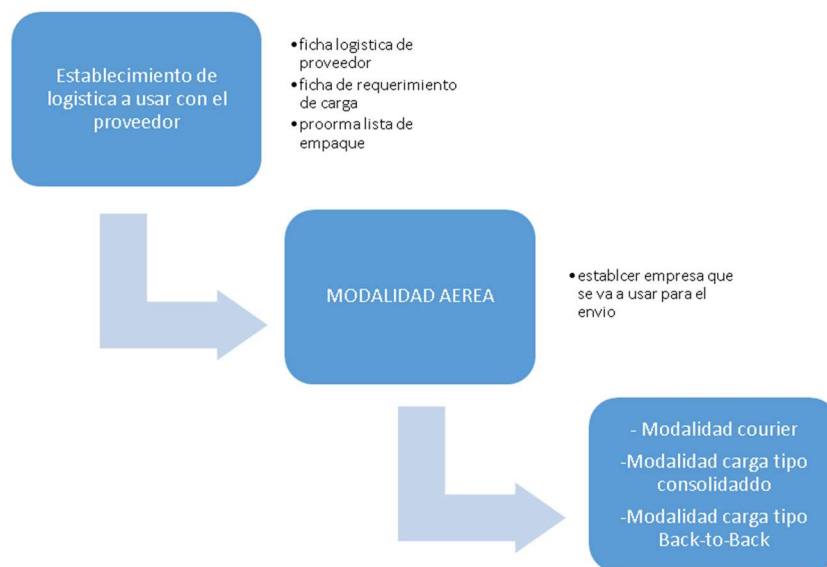 Establecimiento de
logistica a usar con el
proveedor
•ficha logistica de
proveedor
•ficha de requerimiento
de carga
•proorma lista de
empaque
MODALIDAD AEREA
•establcer empresa que
se va a usar para el
envio
- Modalidad courier
-Modalidad carga tipo
consolidaddo
-Modalidad carga tipo
Back-to-Back